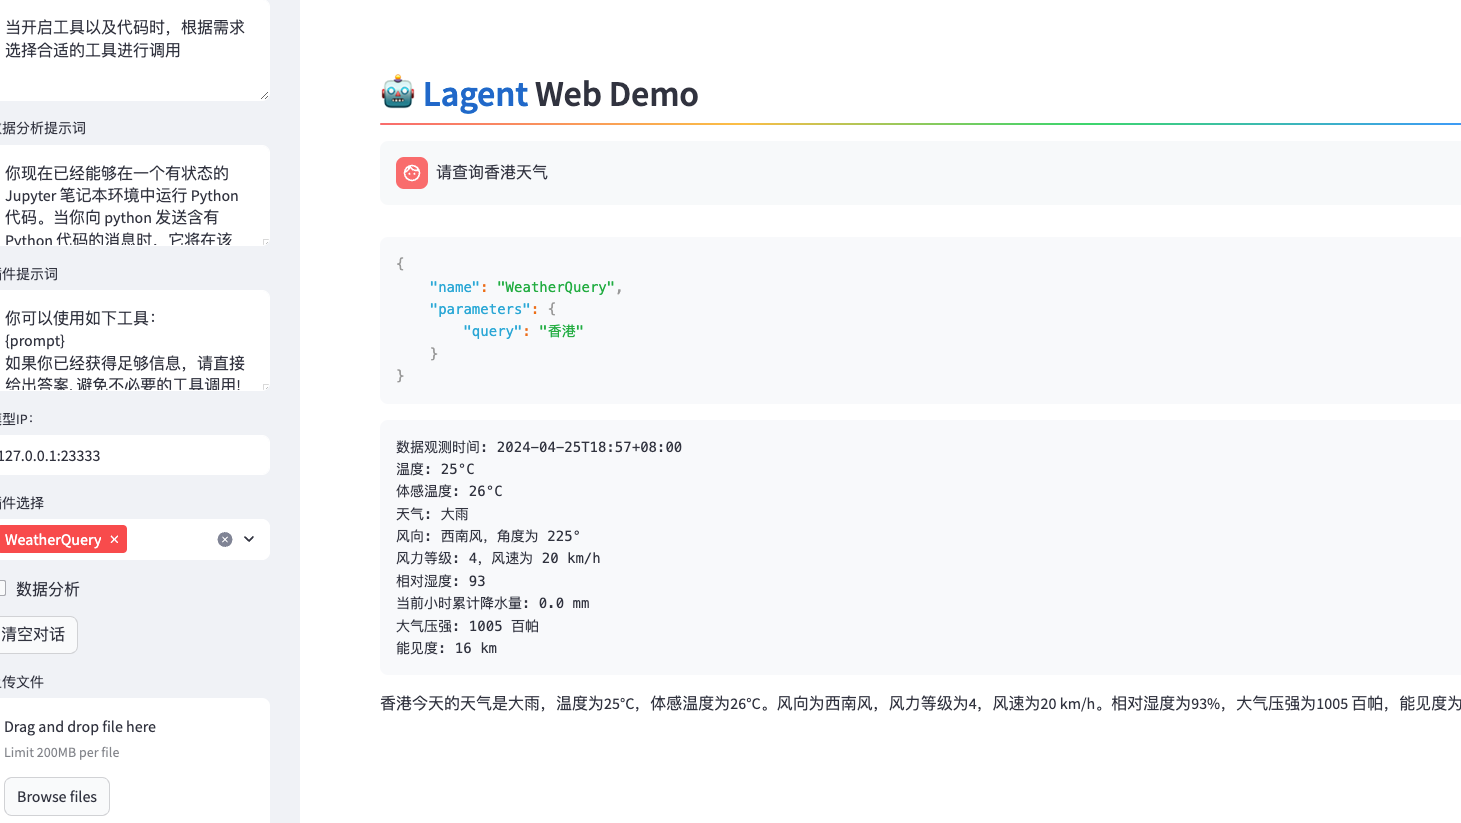 当开启工具以及代码时，根据需求
选择合适的工具进行调用
据分析提示词
你现在已经能够在一个有状态的
Jupyter 笔记本环境中运行 Python
代码。当你向 python 发送含有
Python 代码的消息时，它将在该
件提示词
你可以使用如下工具：
{prompt}
如果你已经获得足够信息，请直接
给出答案. 避免不必要的工具调用!
型IP：
127.0.0.1:23333
件选择
WeatherQuery ×
数据分析
清空对话
传文件
Drag and drop file here
Limit 200MB per file
Browse files
Lagent Web Demo
请查询香港天气
{
"name": "WeatherQuery",
"parameters": {
"query": "香港"
}
}
数据观测时间: 2024-04-25T18:57+08:00
温度: 25°C
体感温度: 26°C
天气: 大雨
风向: 西南风，角度为 225°
风力等级: 4，风速为 20 km/h
相对湿度: 93
当前小时累计降水量: 0.0 mm
大气压强: 1005 百帕
能见度: 16 km
香港今天的天气是大雨，温度为25°C，体感温度为26°C。风向为西南风，风力等级为4，风速为20 km/h。相对湿度为93%，大气压强为1005 百帕，能见度为